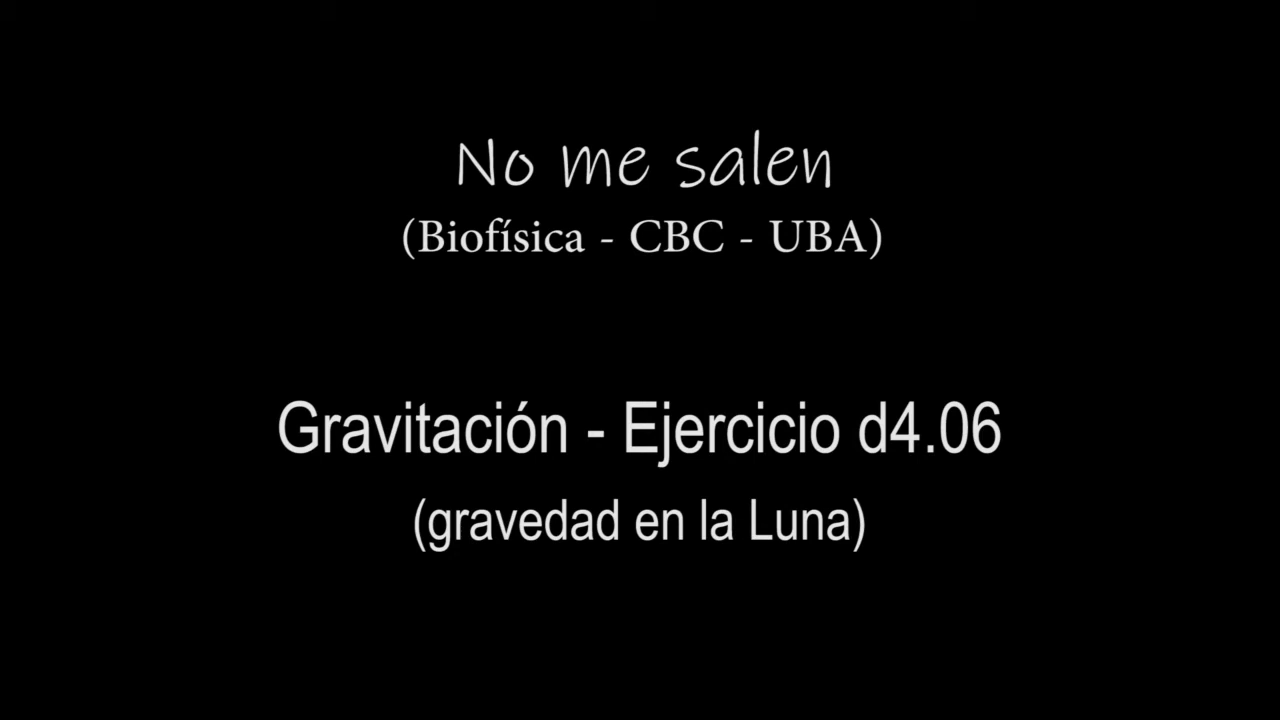 No me salen
(Biofísica - CBC - UBA)
Gravitación - Ejercicio d4.06
(gravedad en la Luna)